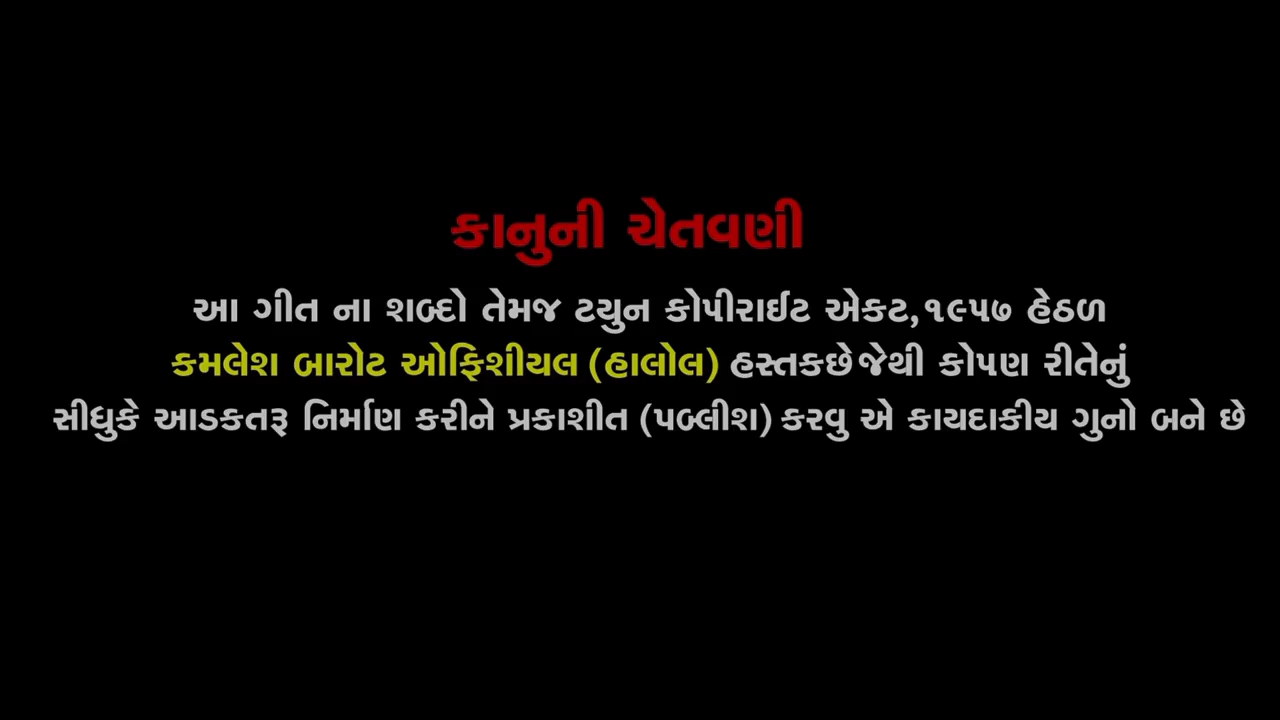 કાનુની ચેતવણી
આ ગીત ના શબ્દો તેમજ ટયુન કોપીરાઈટ એકટ,૧૯૫૭ હેઠળ
કમલેશ બારોટ ઓફિશીયલ (હાલોલ) હસ્તકછે જેથી કોપણ રીતેનું
સીધુકે આડકતરૂ નિર્માણ કરીને પ્રકાશીત (પબ્લીશ) કરવુ એ કાયદાકીય ગુનો બને છે